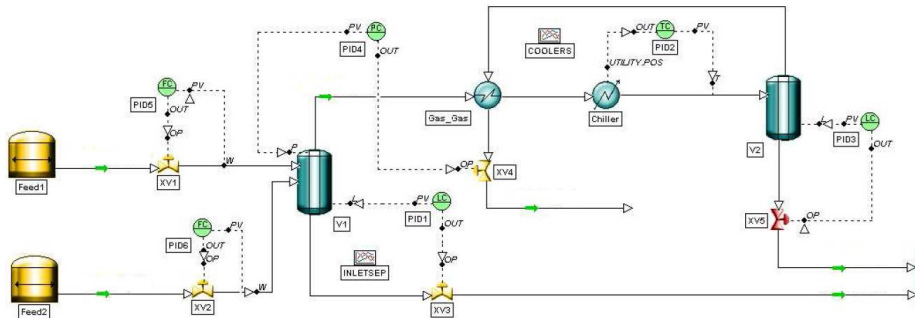 PV
PC
PID4
OUT
COOLERS
OUT
TC
PV
PID2
UTILITY.POS
T
Gas_Gas
Chiller
FC
PV
PID5
OUT
OP
Feed1
XV1
W
P
OP
XV4
L
PV
LC
V2
PID3
OUT
OP
XV5
L
PV
LC
V1
PID1
OUT
OP
INLETSEP
XV3
FC
PV
PID6
OUT
OP
Feed2
XV2
W